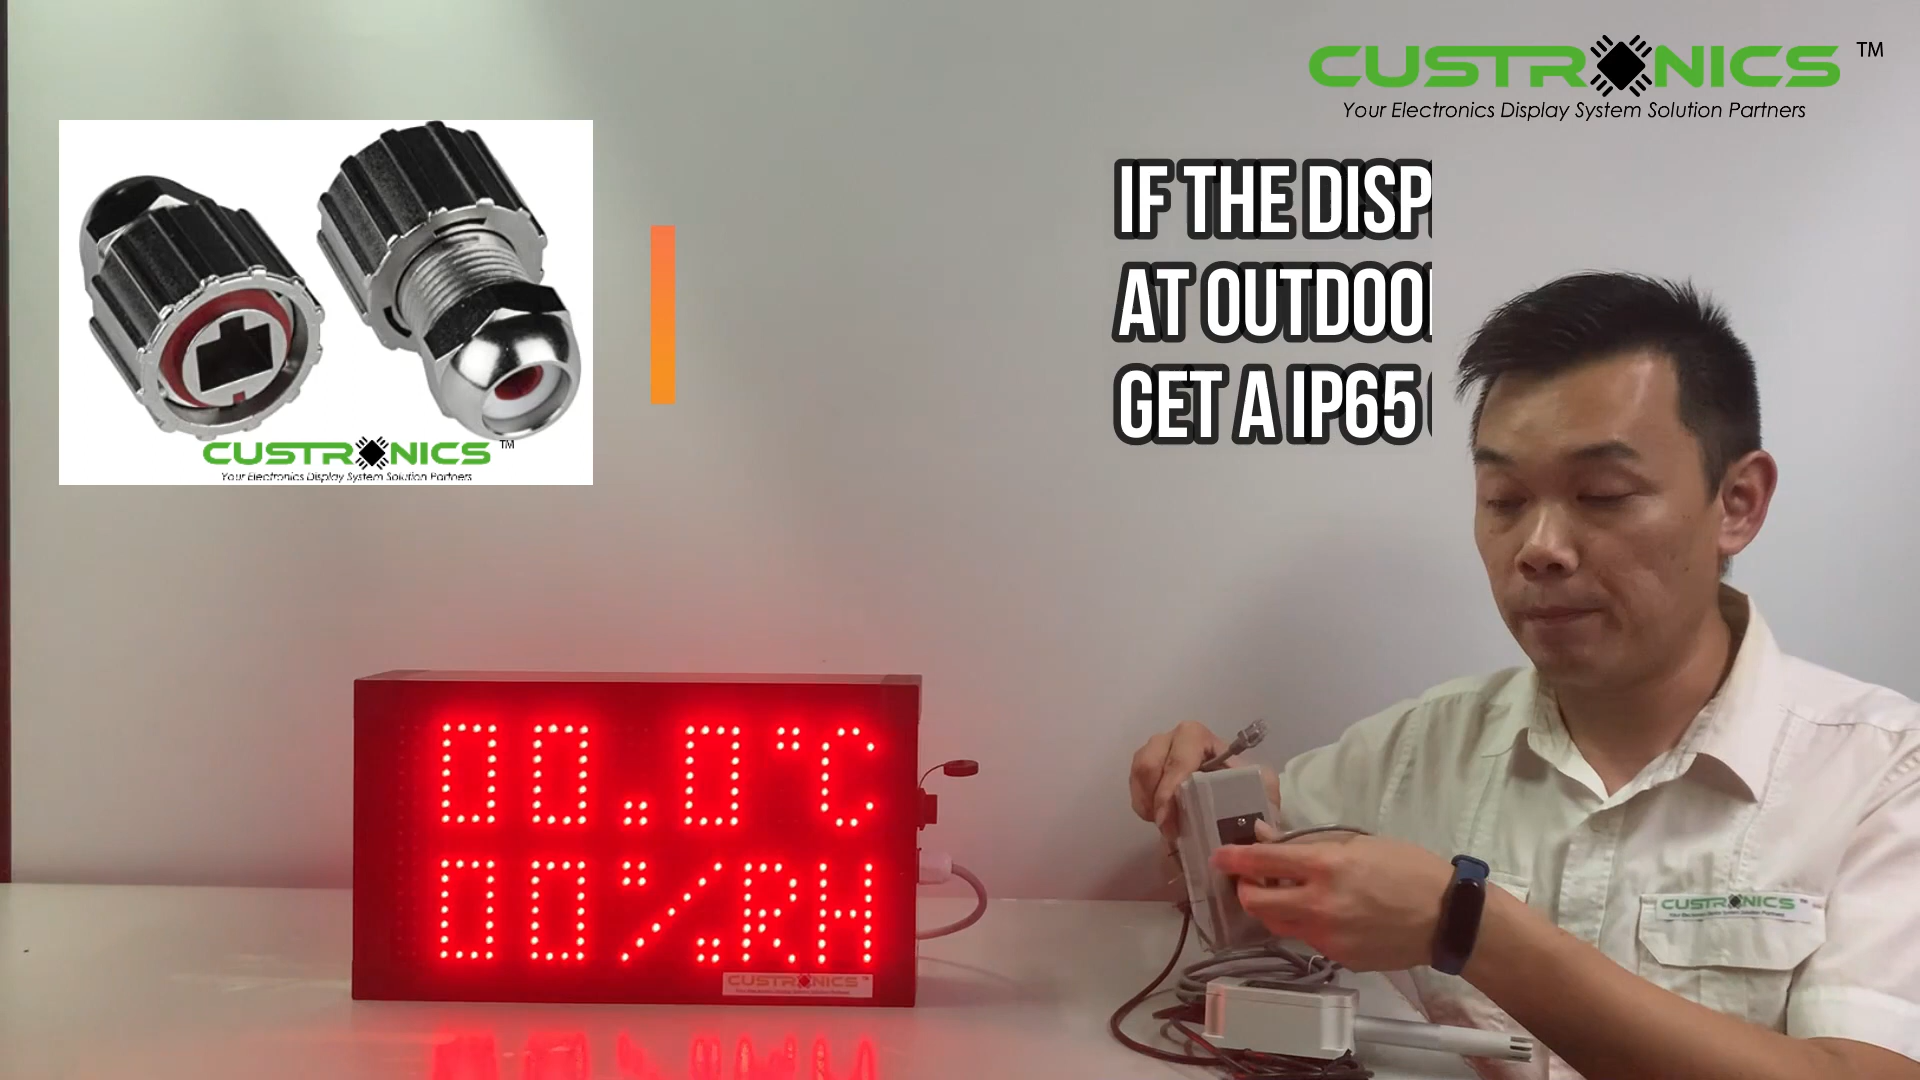 CUSTRONICS TM
Your Electronics Display System Solution Partners
IF THE DISP
AT OUTDOO
GET A IP65
CUSTRONICS TM
Your Electronics Display System Solution Partners
00.0°C
00%RH
CUSTRONICS
CUSTRONICS